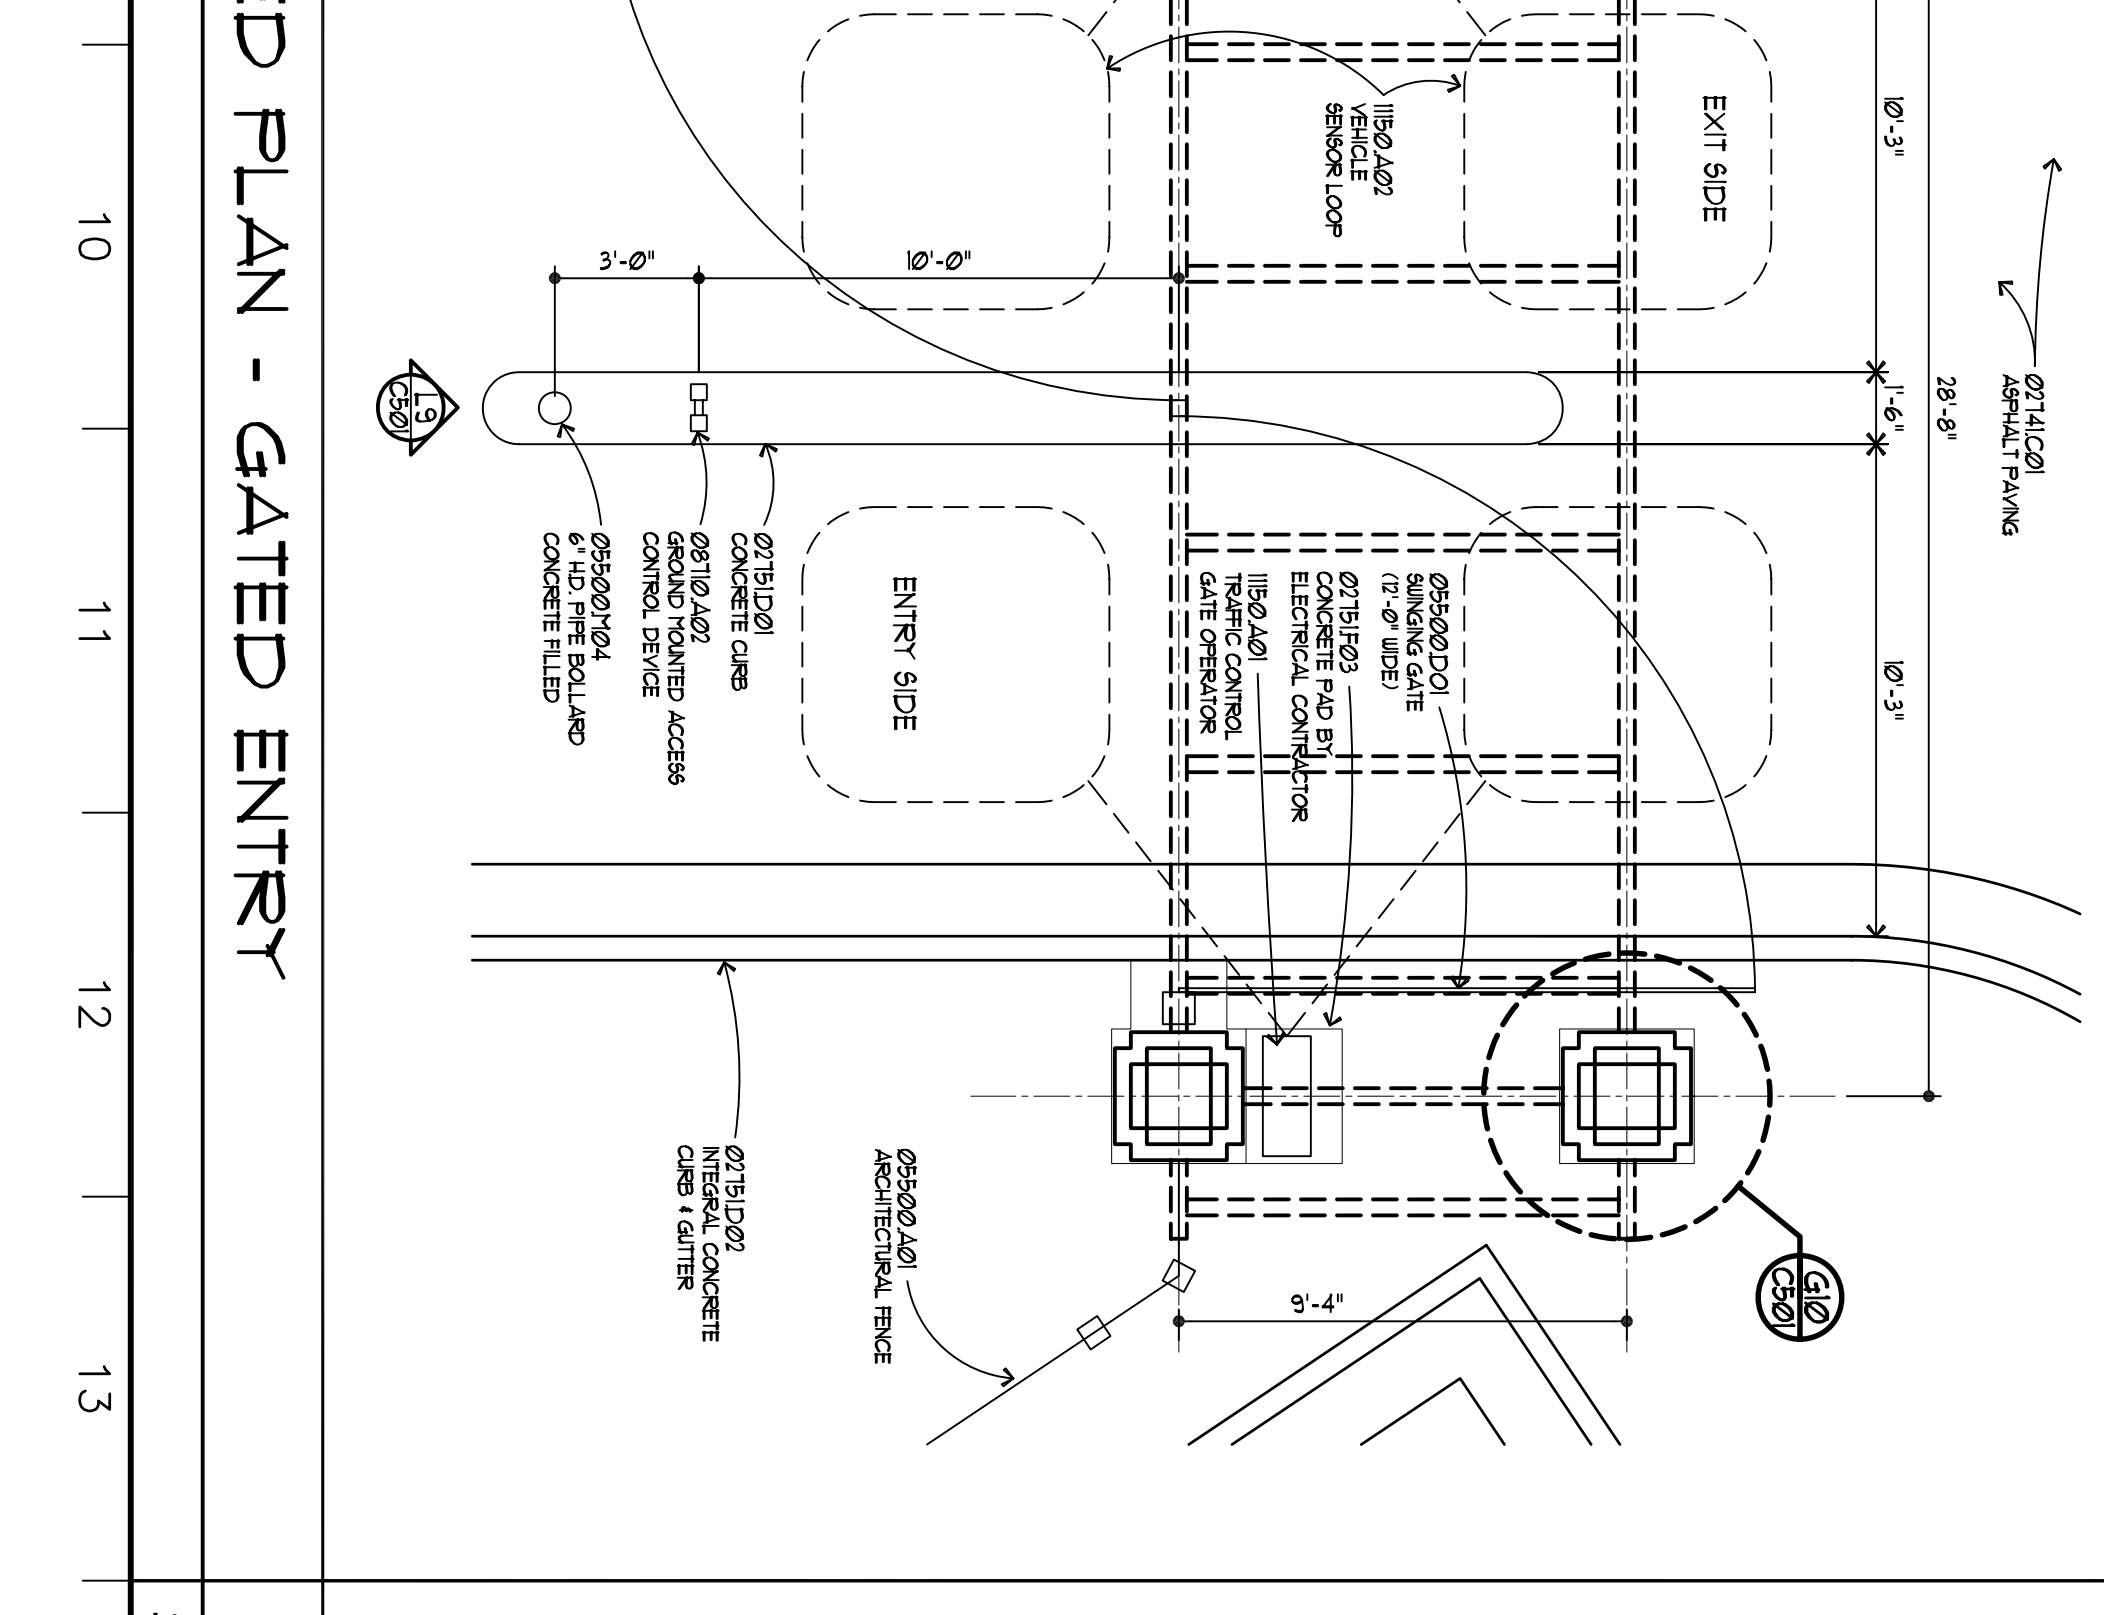 ED PLAN - GATED ENTRY
10
11
12
13
EXIT SIDE
ENTRY SIDE
11150.A02
VEHICLE
SENSOR LOOP
02741.C01
ASPHALT PAVING
10'-3"
1'-6"
28'-8"
10'-3"
3'-0"
10'-0"
9'-4"
L9
C501
G10
C501
05500.D01
SWINGING GATE
(12'-0" WIDE)
02751.F03
CONCRETE PAD BY
ELECTRICAL CONTRACTOR
11150.A01
TRAFFIC CONTROL
GATE OPERATOR
02751.D01
CONCRETE CURB
08710.A02
GROUND MOUNTED ACCESS
CONTROL DEVICE
05500.M04
6" H.D. PIPE BOLLARD
CONCRETE FILLED
05500.A01
ARCHITECTURAL FENCE
02751.D02
INTEGRAL CONCRETE
CURB & GUTTER